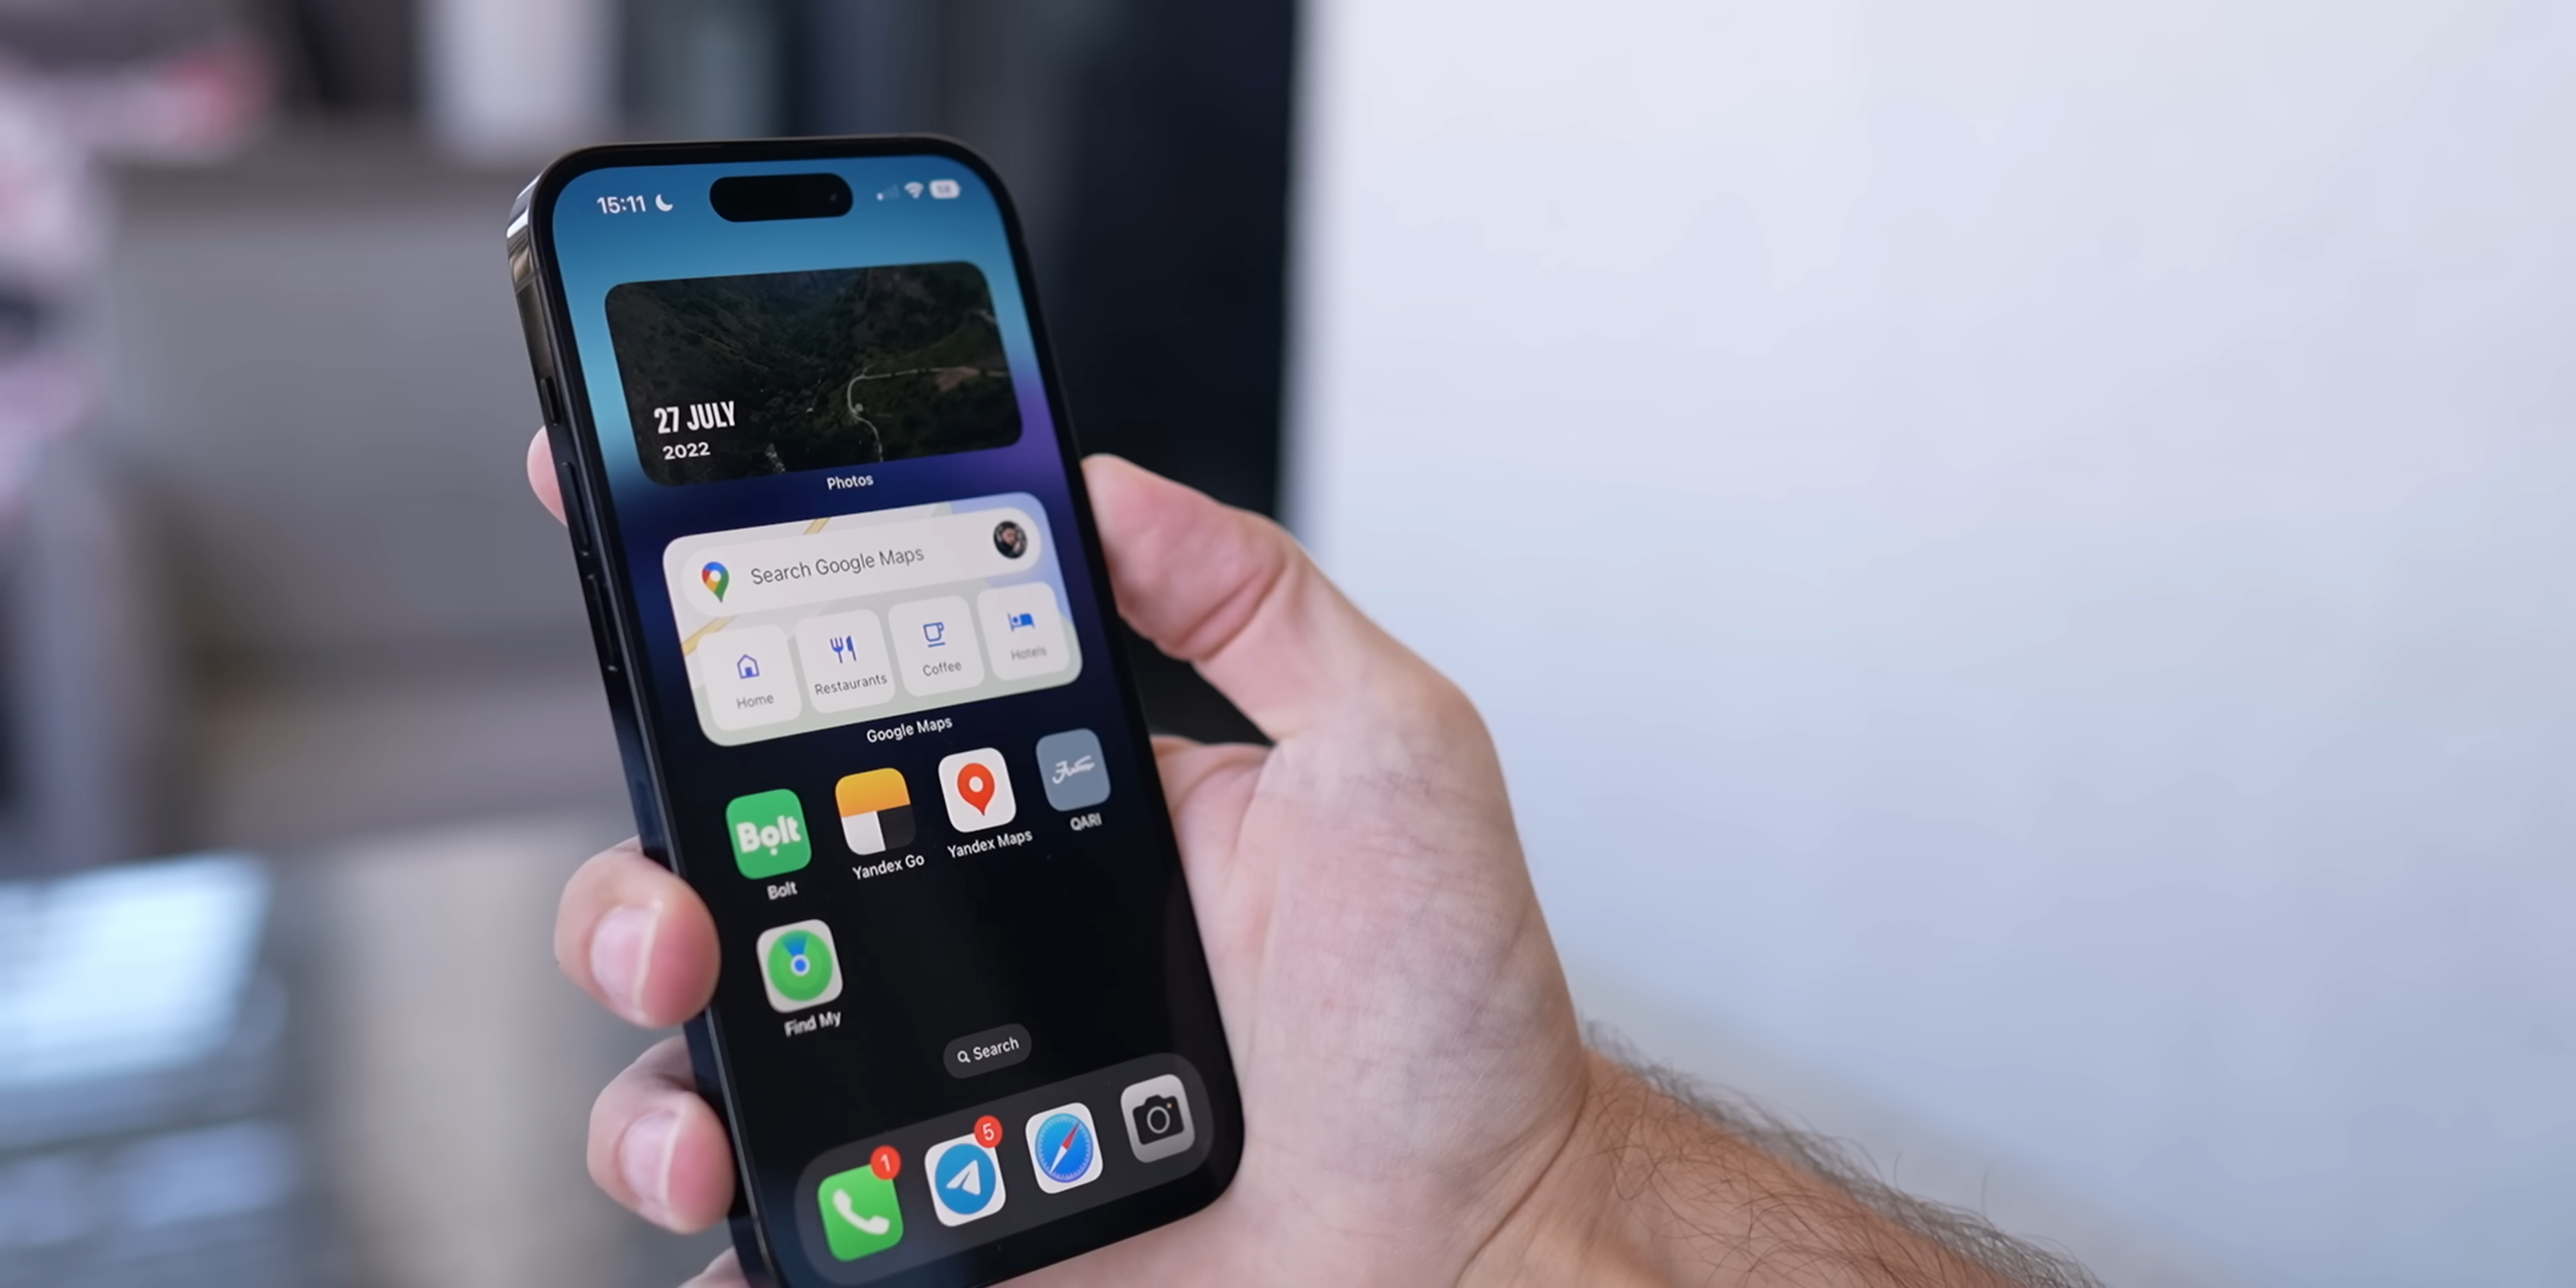 15:11
27 JULY
2022
Photos
Search Google Maps
Home
Restaurants
Coffee
Hotels
Google Maps
Bolt
Bolt
Yandex Go
Yandex Maps
QARI
Find My
Search
1
5